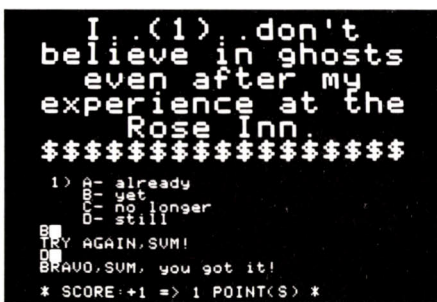 I..(1)..don't
believe in ghosts
even after my
experience at the
Rose Inn.
$$$$$$$$$$$$$$$$$
1) A- already
B- yet
C- no longer
D- still
B
TRY AGAIN,SVM!
D
BRAVO,SVM, you got it!
* SCORE:+1 => 1 POINT(S) *